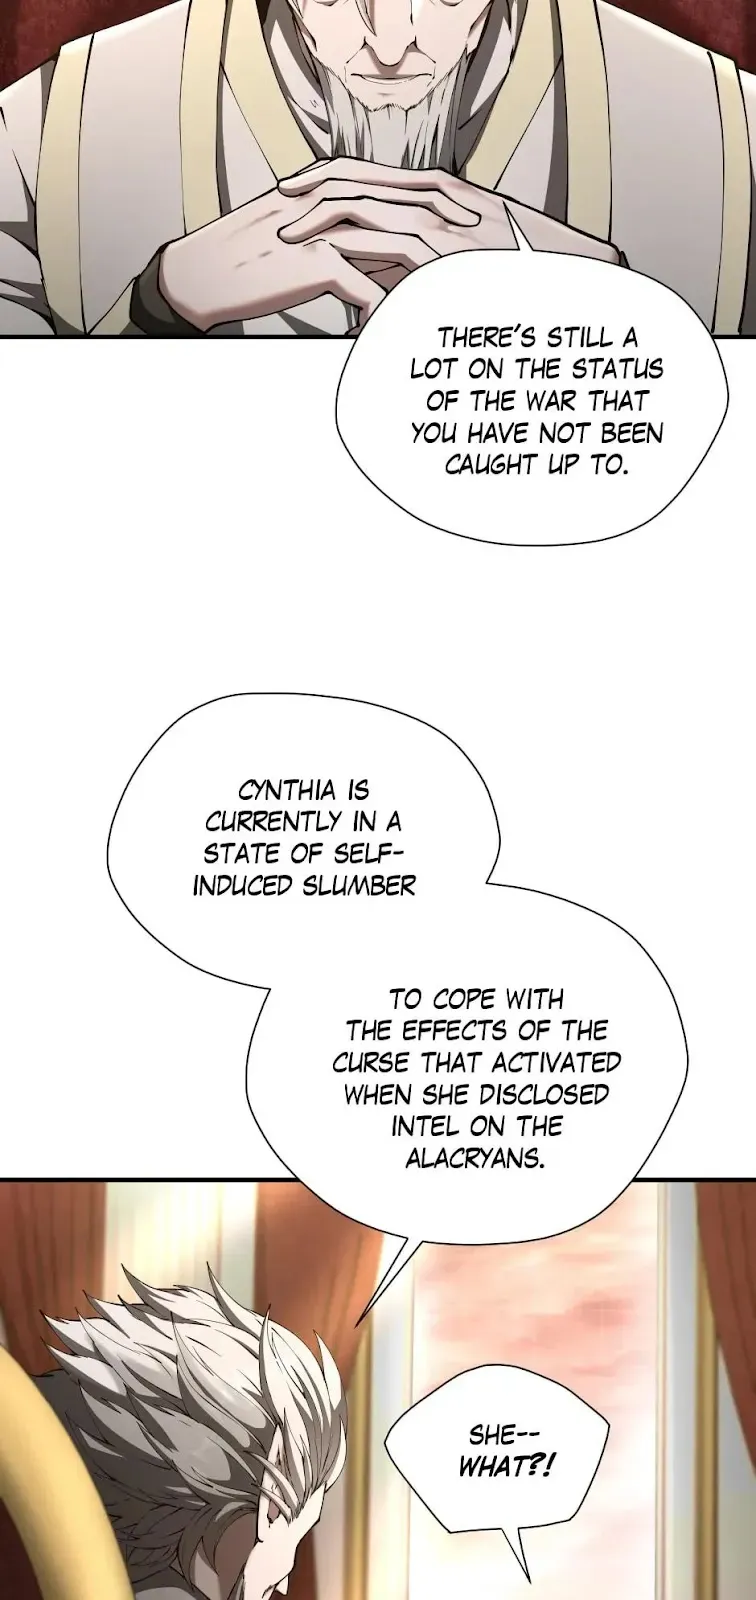 THERE'S STILL A
LOT ON THE STATUS
OF THE WAR THAT
YOU HAVE NOT BEEN
CAUGHT UP TO.
CYNTHIA IS
CURRENTLY IN A
STATE OF SELF-
INDUCED SLUMBER
TO COPE WITH
THE EFFECTS OF THE
CURSE THAT ACTIVATED
WHEN SHE DISCLOSED
INTEL ON THE
ALACRYANS.
SHE--
WHAT?!